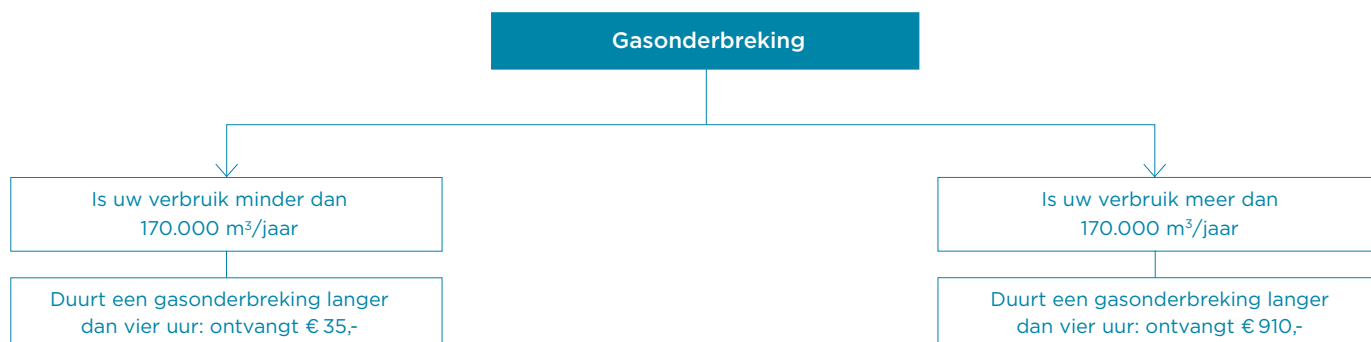 Gasonderbreking
Is uw verbruik minder dan
170.000 m³/jaar
Is uw verbruik meer dan
170.000 m³/jaar
Duurt een gasonderbreking langer
dan vier uur: ontvangt € 35,-
Duurt een gasonderbreking langer
dan vier uur: ontvangt € 910,-